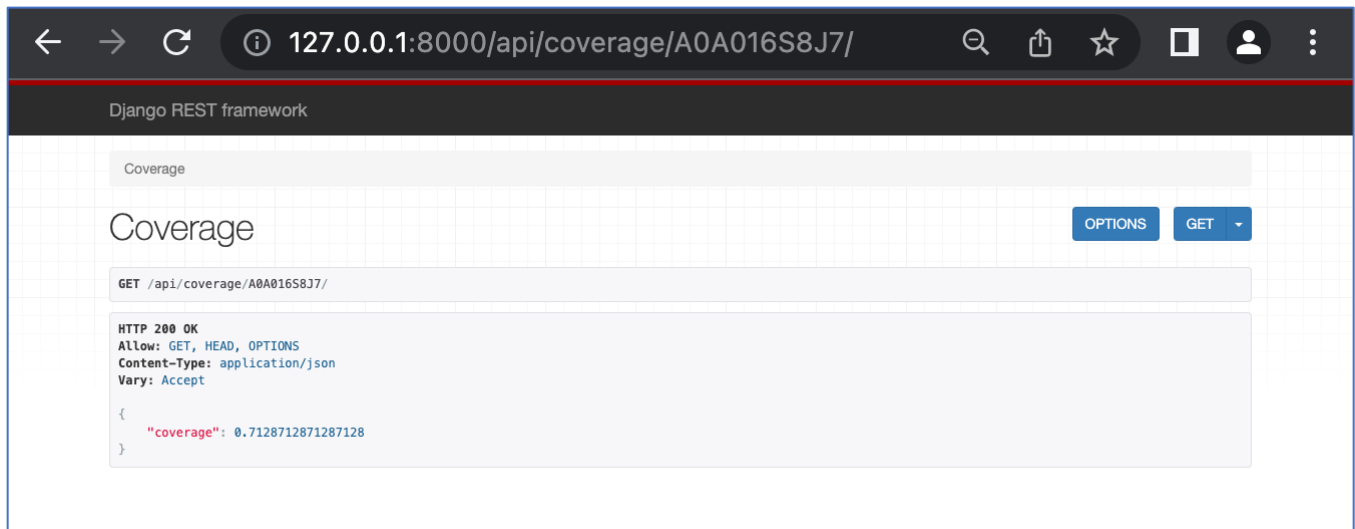 127.0.0.1:8000/api/coverage/A0A016S8J7/
Django REST framework
Coverage
Coverage
OPTIONS
GET
GET /api/coverage/A0A016S8J7/
HTTP 200 OK
Allow: GET, HEAD, OPTIONS
Content-Type: application/json
Vary: Accept
{
"coverage": 0.7128712871287128
}